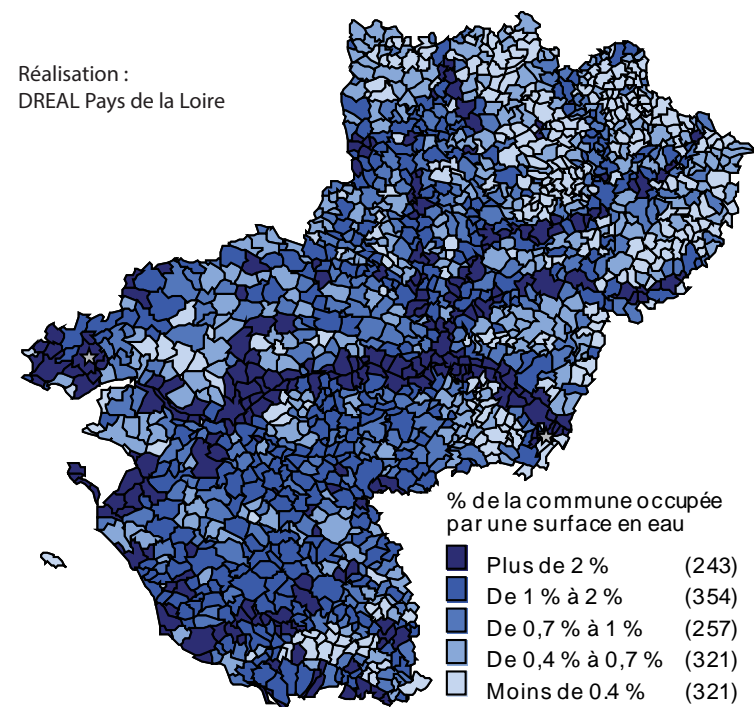 Réalisation :
DREAL Pays de la Loire
% de la commune occupée
par une surface en eau
Plus de 2 % (243)
De 1 % à 2 % (354)
De 0,7 % à 1 % (257)
De 0,4 % à 0,7 % (321)
Moins de 0.4 % (321)